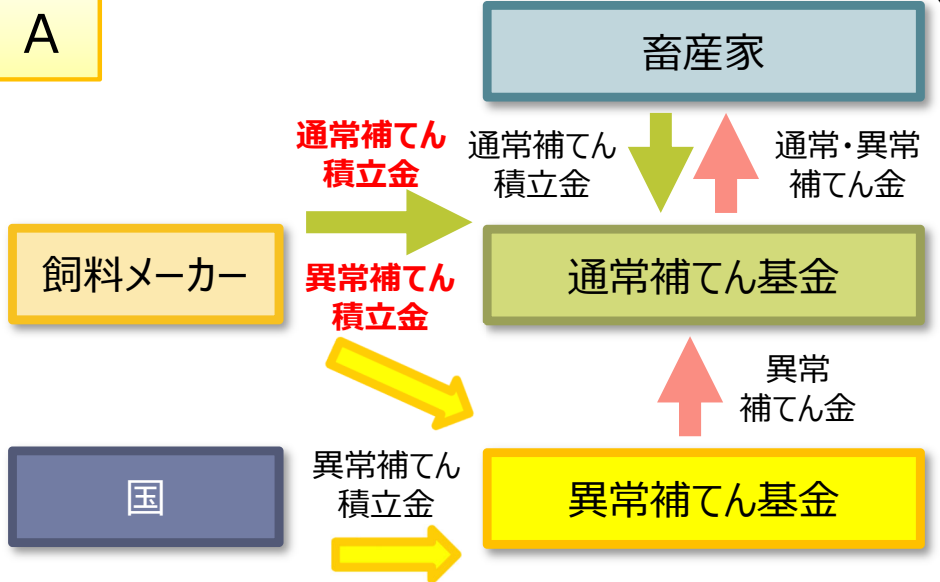 A
畜産家
通常補てん
積立金
通常補てん
積立金
通常・異常
補てん金
飼料メーカー
異常補てん
積立金
通常補てん基金
異常
補てん金
国
異常補てん
積立金
異常補てん基金